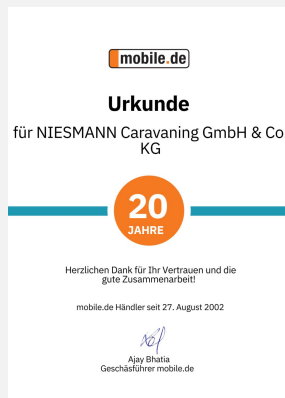 mobile.de
Urkunde
für NIESMANN Caravaning GmbH & Co
KG
20
JAHRE
Herzlichen Dank für Ihr Vertrauen und die
gute Zusammenarbeit!
mobile.de Händler seit 27. August 2002
Ajay Bhatia
Geschäsführer mobile.de